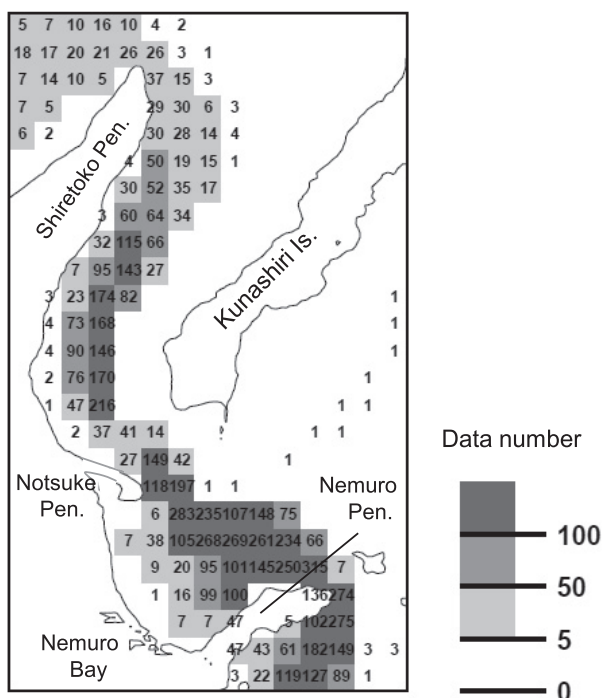 5 7 10 16 10 4 2
18 17 20 21 26 26 3 1
7 14 10 5 37 15 3
7 5 29 30 6 3
6 2 30 28 14 4
4 50 19 15 1
30 52 35 17
3 60 64 34
32 115 66
7 95 143 27
3 23 174 82 1
4 73 168 1
4 90 146 1
2 76 170 1
1 47 216 1 1
2 37 41 14 1 1
27 149 42 1
118 197 1 1
6 283 235 107 148 75
7 38 105 268 269 261 234 66
9 20 95 101 145 250 315 7
1 16 99 100 136 274
7 7 47 5 102 275
47 43 61 182 149 3 3
3 22 119 127 89 1
Shiretoko Pen.
Kunashiri Is.
Notsuke
Pen.
Nemuro
Pen.
Nemuro
Bay
Data number
100
50
5
0